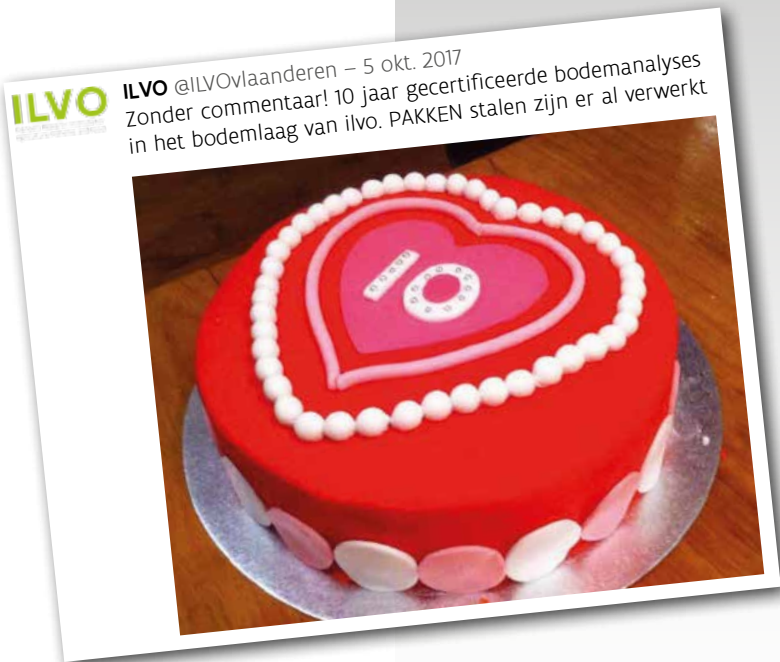 ILVO
ILVO @ILVOvlaanderen – 5 okt. 2017
Zonder commentaar! 10 jaar gecertificeerde bodemanalyses
in het bodemlaag van ilvo. PAKKEN stalen zijn er al verwerkt
10